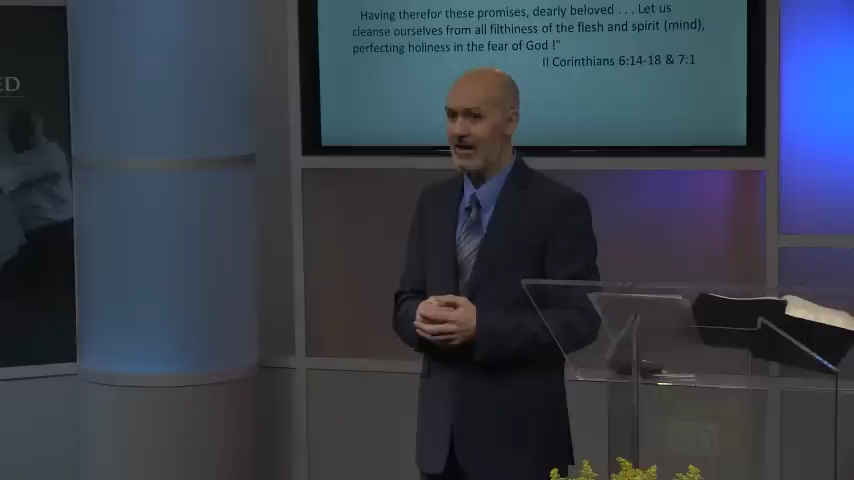 Having therefor these promises, dearly beloved . . . Let us
cleanse ourselves from all filthiness of the flesh and spirit (mind),
perfecting holiness in the fear of God !"
II Corinthians 6:14-18 & 7:1
ED